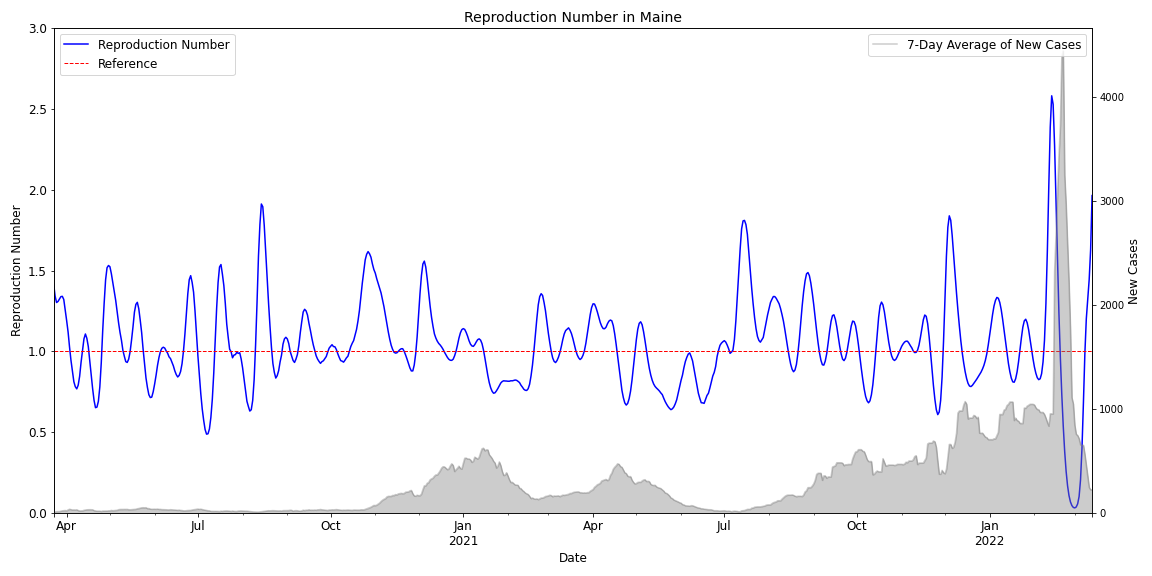 Reproduction Number in Maine
Reproduction Number
Reference
7-Day Average of New Cases
3.0
2.5
2.0
1.5
1.0
0.5
0.0
Reproduction Number
4000
3000
2000
1000
0
New Cases
Apr
Jul
Oct
Jan
2021
Apr
Jul
Oct
Jan
2022
Date